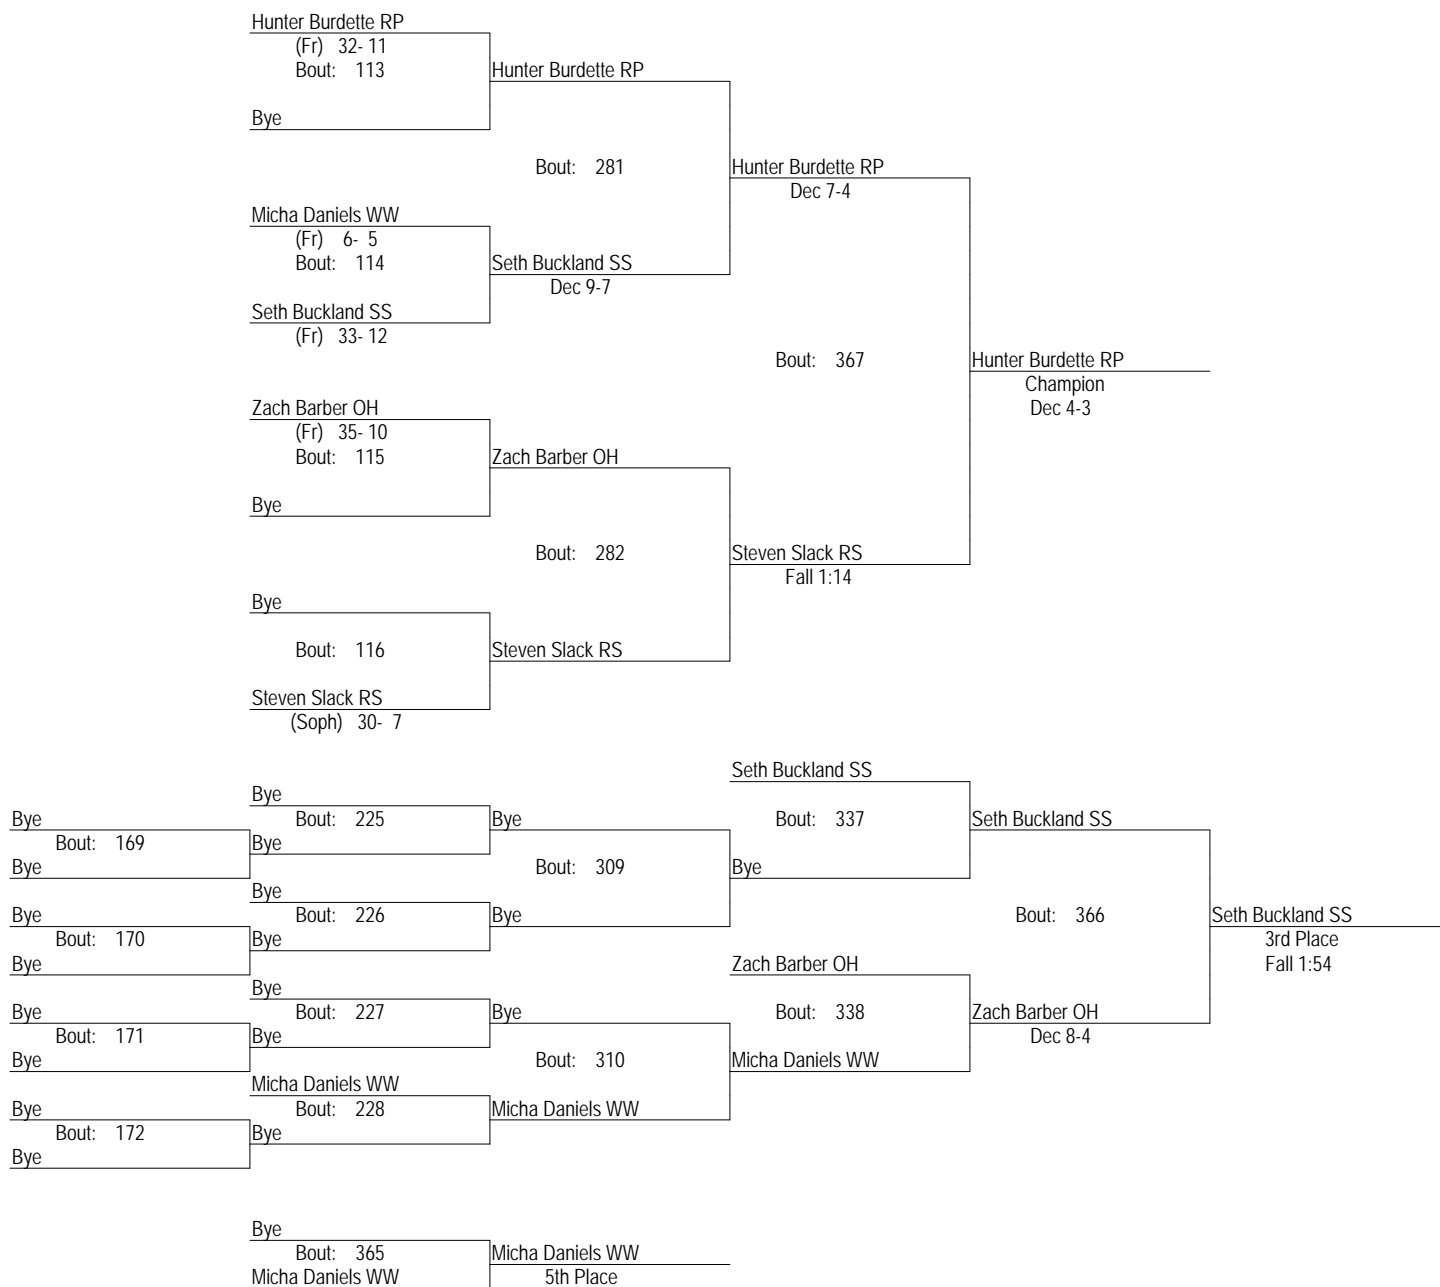 Hunter Burdette RP
(Fr) 32- 11
Bout: 113
Hunter Burdette RP
Bye
Bout: 281
Hunter Burdette RP
Dec 7-4
Micha Daniels WW
(Fr) 6- 5
Bout: 114
Seth Buckland SS
Dec 9-7
Seth Buckland SS
(Fr) 33- 12
Bout: 367
Hunter Burdette RP
Champion
Dec 4-3
Zach Barber OH
(Fr) 35- 10
Bout: 115
Zach Barber OH
Bye
Bout: 282
Steven Slack RS
Fall 1:14
Bye
Bout: 116
Steven Slack RS
Steven Slack RS
(Soph) 30- 7
Seth Buckland SS
Bye
Bye
Bout: 225
Bye
Bout: 337
Seth Buckland SS
Bout: 169
Bye
Bye
Bout: 309
Bye
Bye
Bye
Bout: 226
Bye
Bout: 366
Seth Buckland SS
Bout: 170
Bye
3rd Place
Bye
Zach Barber OH
Fall 1:54
Bye
Bye
Bout: 227
Bye
Bout: 338
Zach Barber OH
Bout: 171
Bye
Dec 8-4
Bye
Bout: 310
Micha Daniels WW
Micha Daniels WW
Bye
Bout: 228
Micha Daniels WW
Bout: 172
Bye
Bye
Bye
Bout: 365
Micha Daniels WW
Micha Daniels WW
5th Place